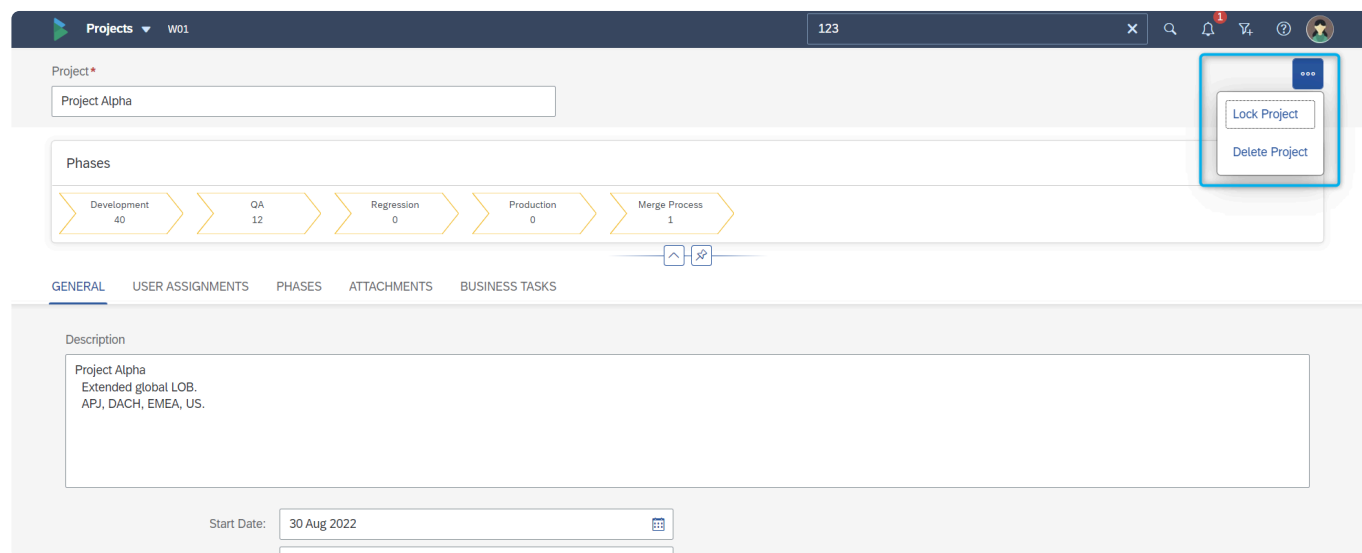 Projects W01
123
1
Project*
Project Alpha
Lock Project
Delete Project
Phases
Development
40
QA
12
Regression
0
Production
0
Merge Process
1
GENERAL USER ASSIGNMENTS PHASES ATTACHMENTS BUSINESS TASKS
Description
Project Alpha
Extended global LOB.
APJ, DACH, EMEA, US.
Start Date: 30 Aug 2022